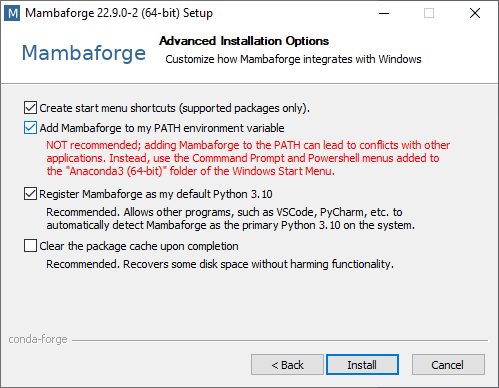 Mambaforge 22.9.0-2 (64-bit) Setup
Mambaforge
Advanced Installation Options
Customize how Mambaforge integrates with Windows
Create start menu shortcuts (supported packages only).
Add Mambaforge to my PATH environment variable
NOT recommended; adding Mambaforge to the PATH can lead to conflicts with other
applications. Instead, use the Commmand Prompt and Powershell menus added
to the "Anaconda3 (64-bit)" folder of the Windows Start Menu.
Register Mambaforge as my default Python 3.10
Recommended. Allows other programs, such as VSCode, PyCharm, etc. to
automatically detect Mambaforge as the primary Python 3.10 on the system.
Clear the package cache upon completion
Recommended. Recovers some disk space without harming functionality.
conda-forge
< Back
Install
Cancel